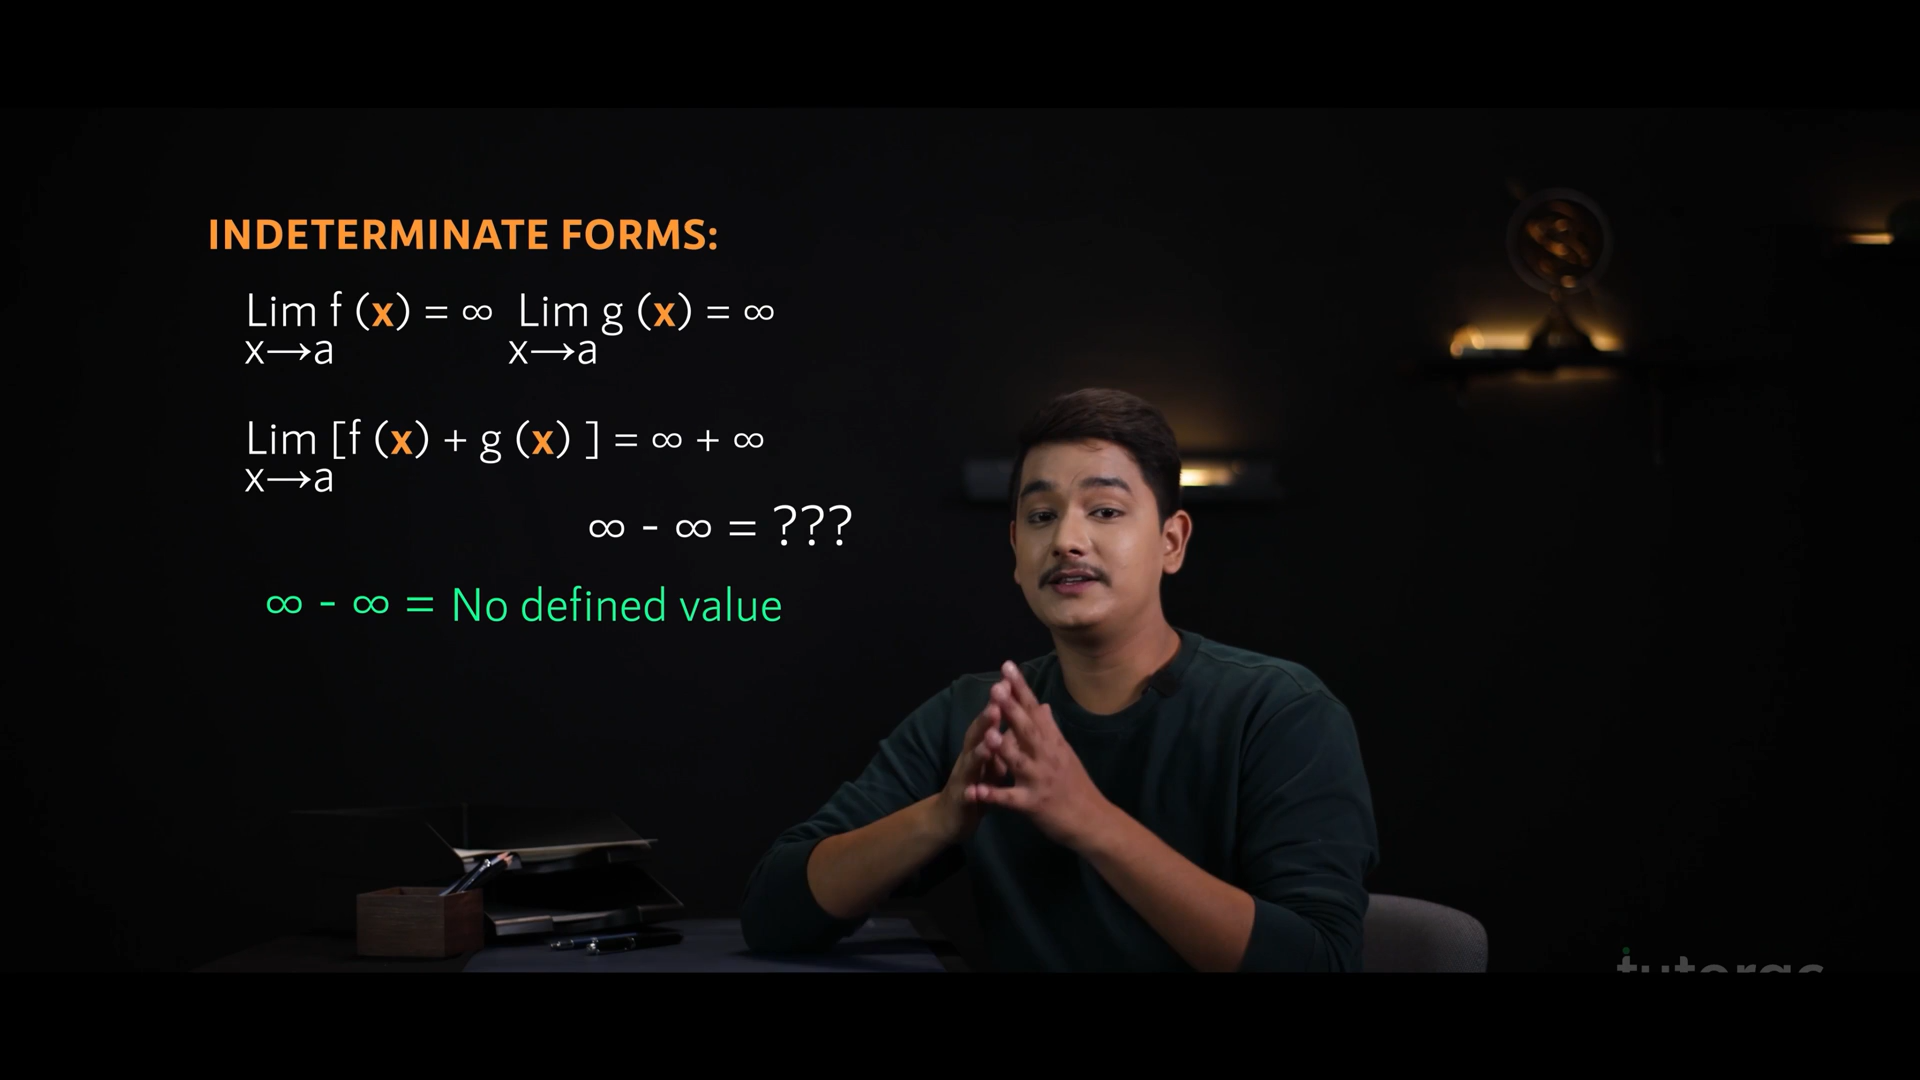 INDETERMINATE FORMS:
Lim f (x) = ∞ Lim g (x) = ∞
x→a x→a
Lim [f (x) + g (x) ] = ∞ + ∞
x→a
∞ - ∞ = ???
∞ - ∞ = No defined value